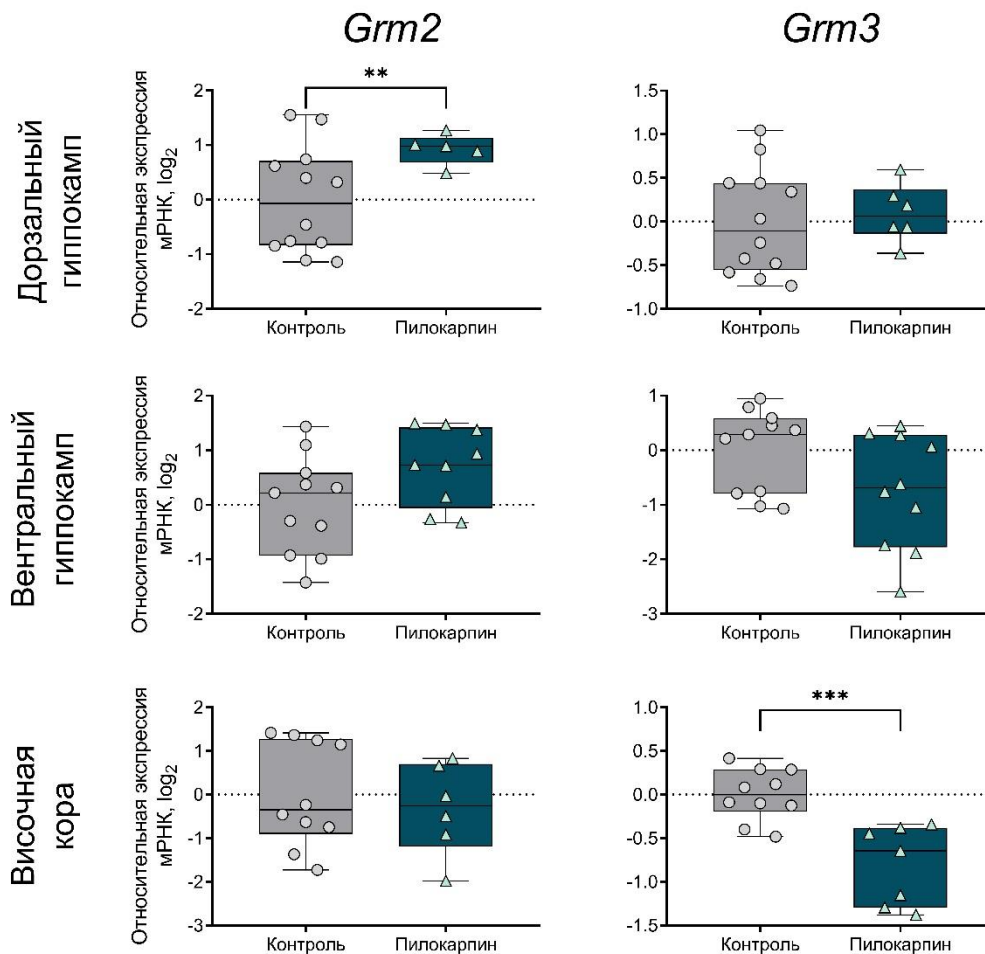 Grm2
Grm3
Дорзальный
гиппокамп
Относительная экспрессия
мРНК, log2
2
1
0
-1
-2
**
Контроль
Пилокарпин
1.5
1.0
0.5
0.0
-0.5
-1.0
Контроль
Пилокарпин
Вентральный
гиппокамп
Относительная экспрессия
мРНК, log2
2
1
0
-1
-2
Контроль
Пилокарпин
1
0
-1
-2
-3
Контроль
Пилокарпин
Височная
кора
Относительная экспрессия
мРНК, log2
2
1
0
-1
-2
-3
Контроль
Пилокарпин
1.0
0.5
0.0
-0.5
-1.0
-1.5
***
Контроль
Пилокарпин